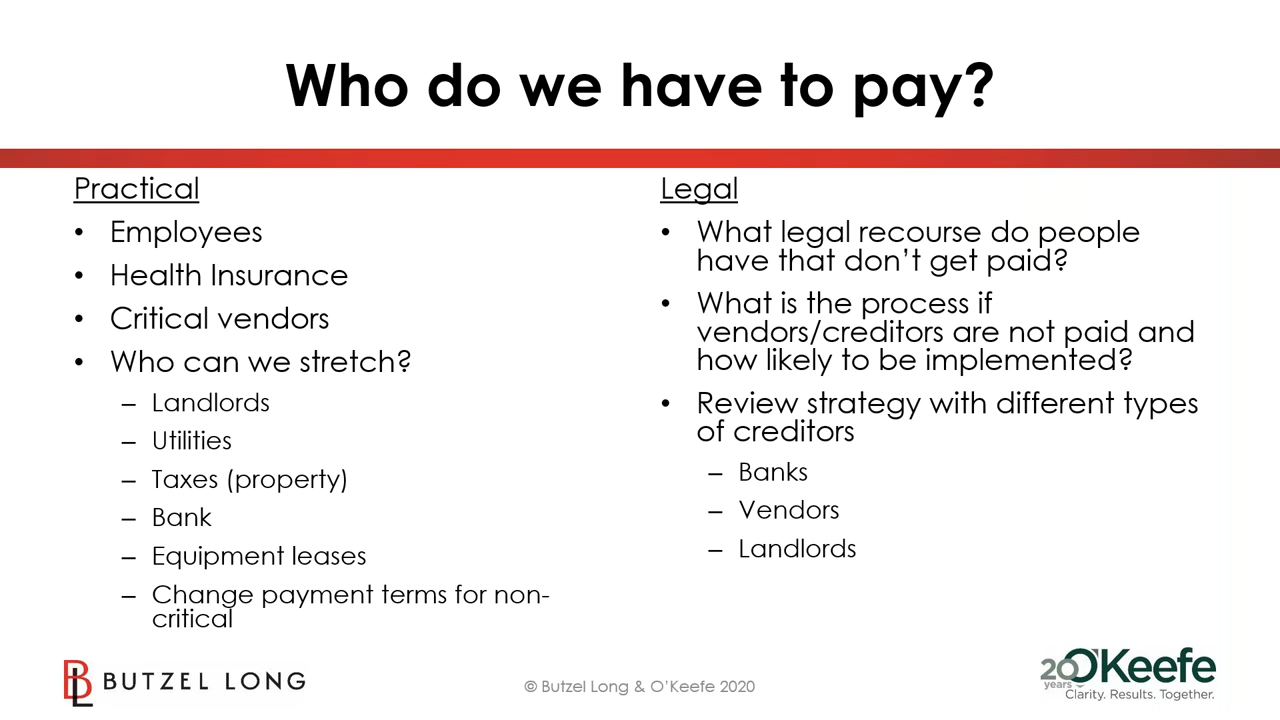 Who do we have to pay?
Practical
• Employees
• Health Insurance
• Critical vendors
• Who can we stretch?
– Landlords
– Utilities
– Taxes (property)
– Bank
– Equipment leases
– Change payment terms for non-
critical
Legal
• What legal recourse do people
have that don’t get paid?
• What is the process if
vendors/creditors are not paid and
how likely to be implemented?
• Review strategy with different types
of creditors
– Banks
– Vendors
– Landlords
BL BUTZEL LONG
© Butzel Long & O’Keefe 2020
20 years O’Keefe
Clarity. Results. Together.